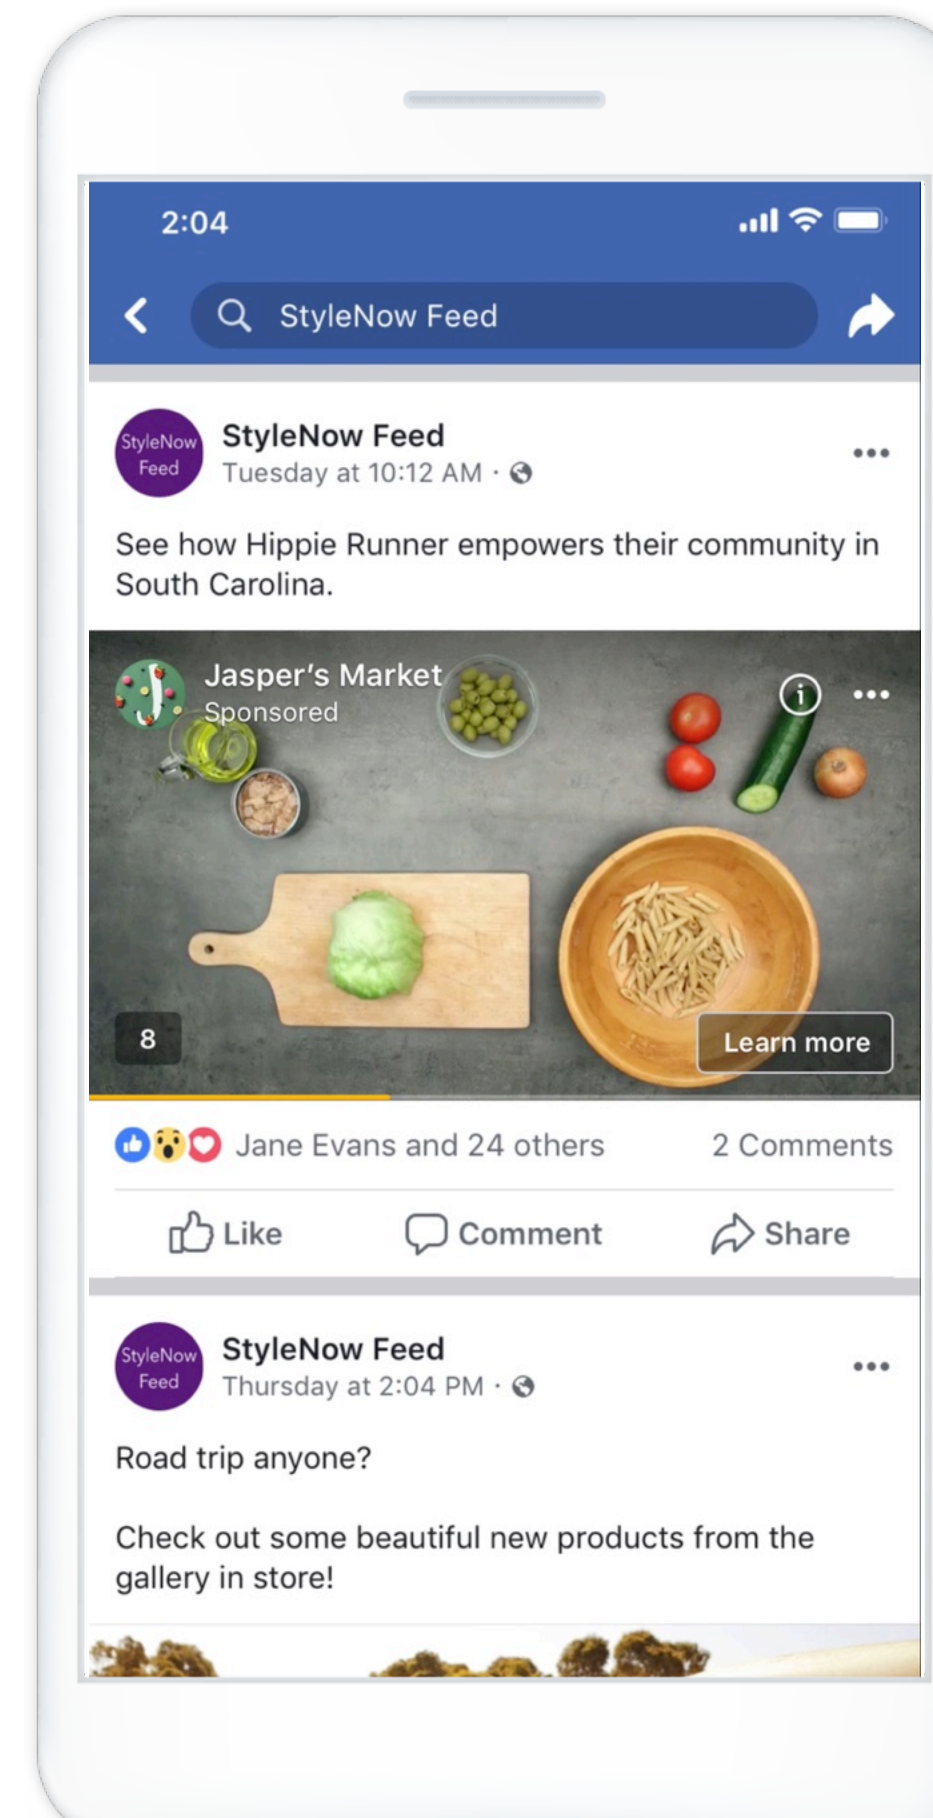 2:04
StyleNow Feed
StyleNow
Feed
StyleNow Feed
Tuesday at 10:12 AM ·
See how Hippie Runner empowers their community in
South Carolina.
Jasper’s Market
Sponsored
i
8
Learn more
Jane Evans and 24 others
2 Comments
Like
Comment
Share
StyleNow
Feed
StyleNow Feed
Thursday at 2:04 PM ·
Road trip anyone?
Check out some beautiful new products from the
gallery in store!